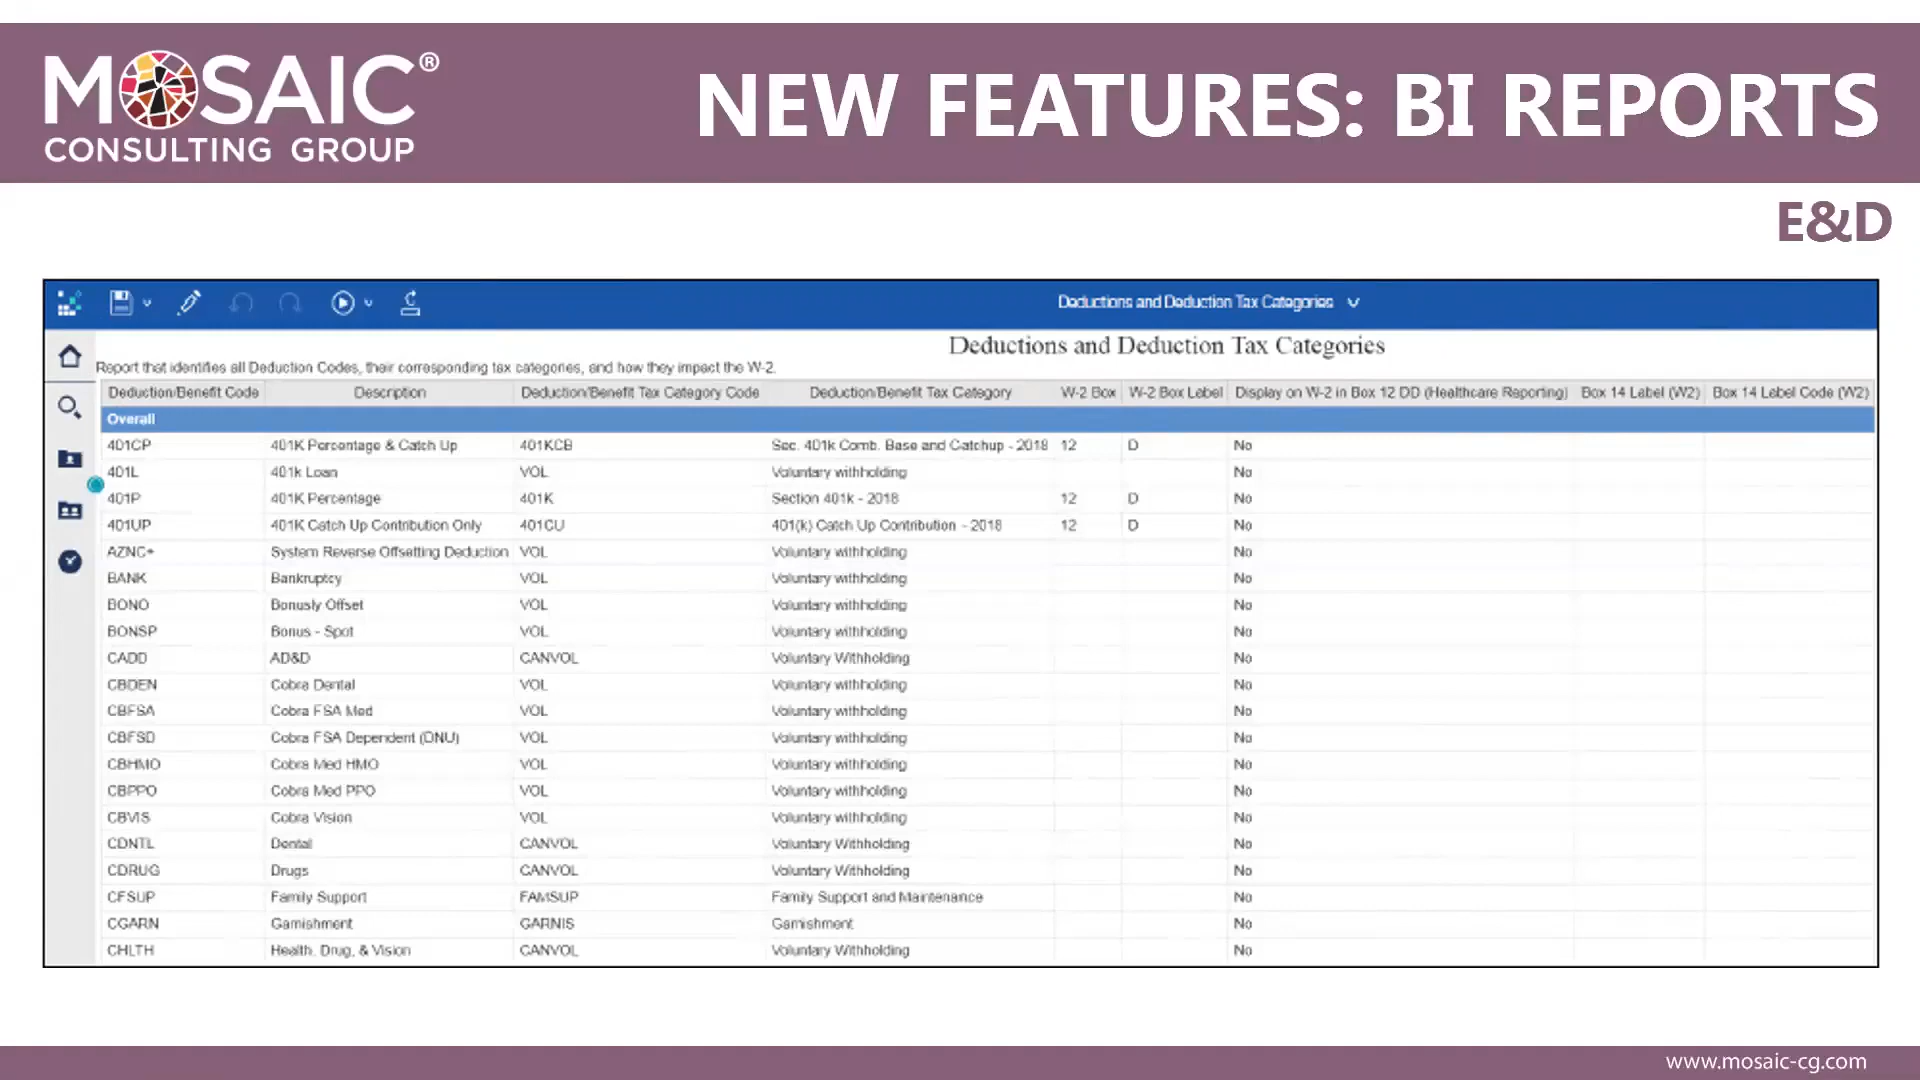 MOSAIC®
CONSULTING GROUP
NEW FEATURES: BI REPORTS
E&D
Deductions and Deduction Tax Categories
Deductions and Deduction Tax Categories
Report that identifies all Deduction Codes, their corresponding tax categories, and how they impact the W-2.
Deduction/Benefit Code Description Deduction/Benefit Tax Category Code Deduction/Benefit Tax Category W-2 Box W-2 Box Label Display on W-2 in Box 12 DD (Healthcare Reporting) Box 14 Label (W2) Box 14 Label Code (W2)
Overall
401CP 401K Percentage & Catch Up 401KCB Sec. 401k Comb. Base and Catchup - 2018 12 D No
401L 401k Loan VOL Voluntary withholding No
401P 401K Percentage 401K Section 401k - 2018 12 D No
401UP 401K Catch Up Contribution Only 401CU 401(k) Catch Up Contribution - 2018 12 D No
AZNC+ System Reverse Offsetting Deduction VOL Voluntary withholding No
BANK Bankruptcy VOL Voluntary withholding No
BONO Bonusly Offset VOL Voluntary withholding No
BONSP Bonus - Spot VOL Voluntary withholding No
CADD AD&D CANVOL Voluntary Withholding No
CBDEN Cobra Dental VOL Voluntary withholding No
CBFSA Cobra FSA Med VOL Voluntary withholding No
CBFSD Cobra FSA Dependent (DNU) VOL Voluntary withholding No
CBHMO Cobra Med HMO VOL Voluntary withholding No
CBPPO Cobra Med PPO VOL Voluntary withholding No
CBVIS Cobra Vision VOL Voluntary withholding No
CDNTL Dental CANVOL Voluntary Withholding No
CDRUG Drugs CANVOL Voluntary Withholding No
CFSUP Family Support FAMSUP Family Support and Maintenance No
CGARN Garnishment GARNIS Garnishment No
CHLTH Health, Drug, & Vision CANVOL Voluntary Withholding No
www.mosaic-cg.com